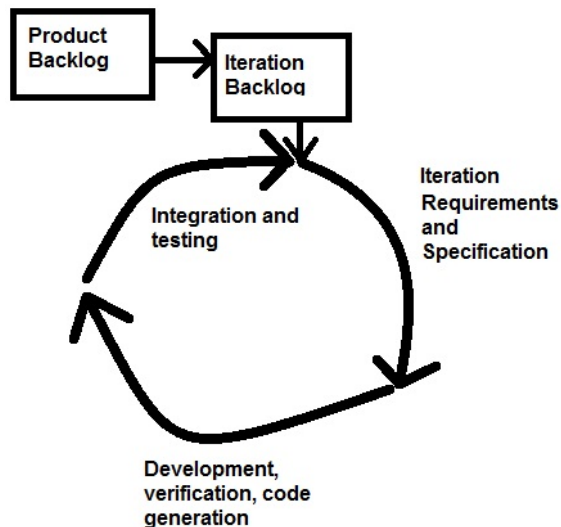 Product
Backlog
Iteration
Backlog
Iteration
Requirements
and
Specification
Integration and
testing
Development,
verification, code
generation